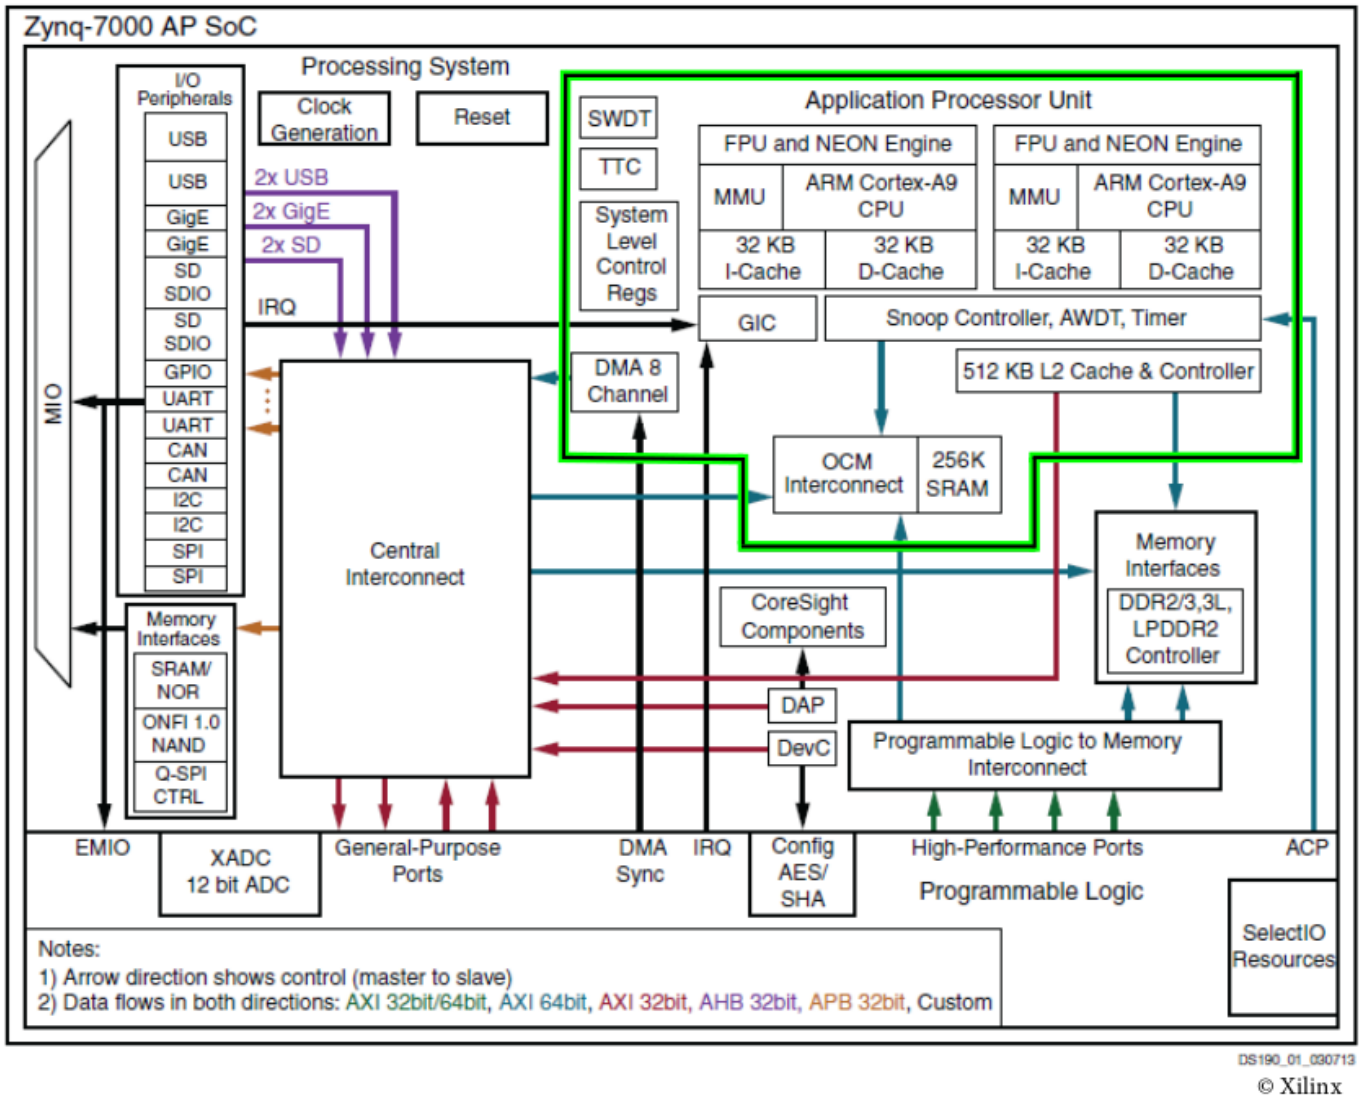 Zynq-7000 AP SoC
Processing System
I/O
Peripherals
USB
USB
GigE
GigE
SD
SDIO
SD
SDIO
GPIO
UART
UART
CAN
CAN
I2C
I2C
SPI
SPI
MIO
Clock
Generation
Reset
2x USB
2x GigE
2x SD
IRQ
Application Processor Unit
SWDT
TTC
System
Level
Control
Regs
FPU and NEON Engine
MMU
ARM Cortex-A9
CPU
32 KB
I-Cache
32 KB
D-Cache
FPU and NEON Engine
MMU
ARM Cortex-A9
CPU
32 KB
I-Cache
32 KB
D-Cache
GIC
Snoop Controller, AWDT, Timer
DMA 8
Channel
512 KB L2 Cache & Controller
OCM
Interconnect
256K
SRAM
Central
Interconnect
Memory
Interfaces
DDR2/3,3L,
LPDDR2
Controller
CoreSight
Components
DAP
DevC
Memory
Interfaces
SRAM/
NOR
ONFI 1.0
NAND
Q-SPI
CTRL
Programmable Logic to Memory
Interconnect
EMIO
XADC
12 bit ADC
General-Purpose
Ports
DMA
Sync
IRQ
Config
AES/
SHA
High-Performance Ports
ACP
Programmable Logic
SelectIO
Resources
Notes:
1) Arrow direction shows control (master to slave)
2) Data flows in both directions: AXI 32bit/64bit, AXI 64bit, AXI 32bit, AHB 32bit, APB 32bit, Custom
DS190_01_030713
© Xilinx